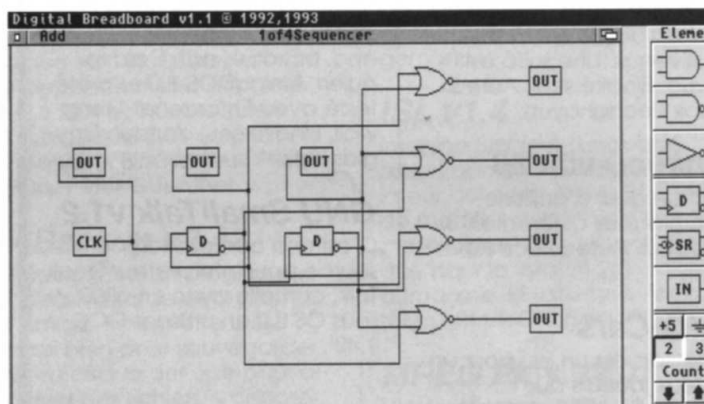 Digital Breadboard v1.1 © 1992,1993
Add 1of4Sequencer
Eleme
OUT
OUT OUT OUT OUT
CLK D D OUT
OUT
D
SR
IN
+5
2 3
Count